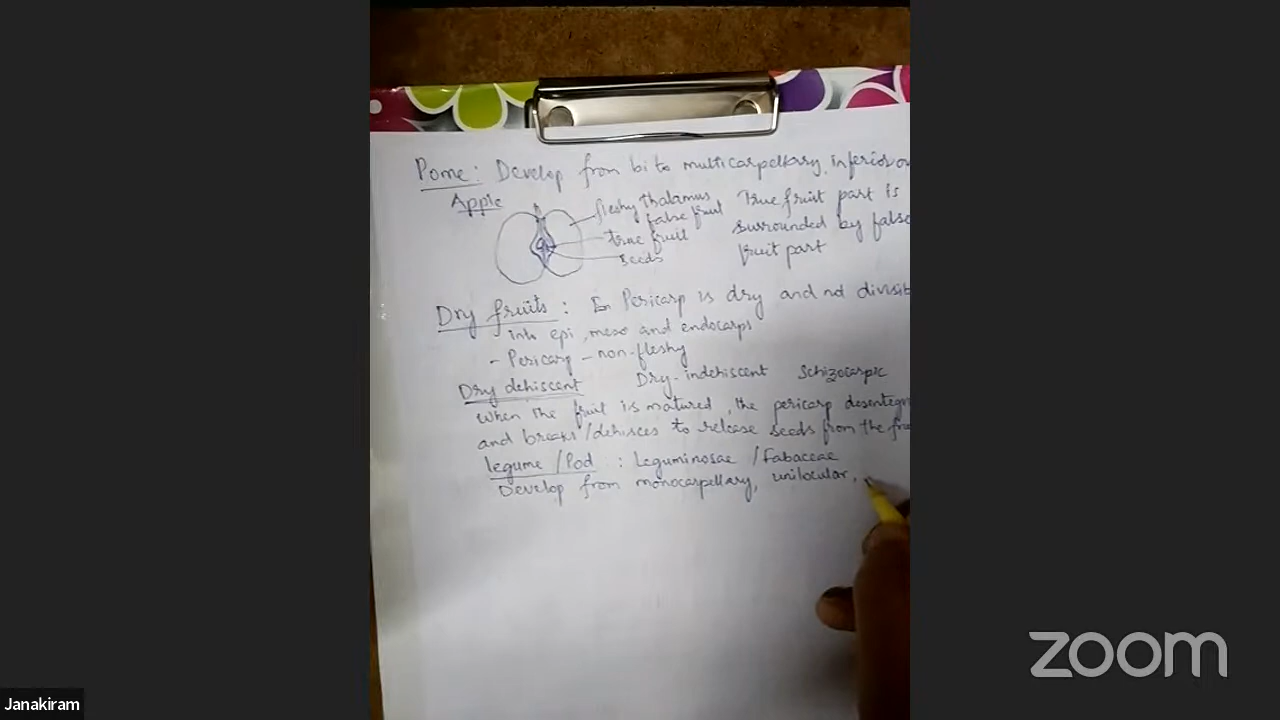 Pome: Develop from bi to multicarpellary, inferior ov
Apple
fleshy thalamus
false fruit
true fruit
seeds
True fruit part is
surrounded by false
fruit part
Dry fruits : Pericarp is dry and not divisib
into epi, meso and endocarps
- Pericarp - non-fleshy
Dry dehiscent Dry-indehiscent Schizocarpic
When the fruit is matured, the pericarp desentegr
and breaks/dehisces to release seeds from the fru
legume/Pod : Leguminosae / Fabaceae
Develop from monocarpellary, unilocular,
zoom
Janakiram